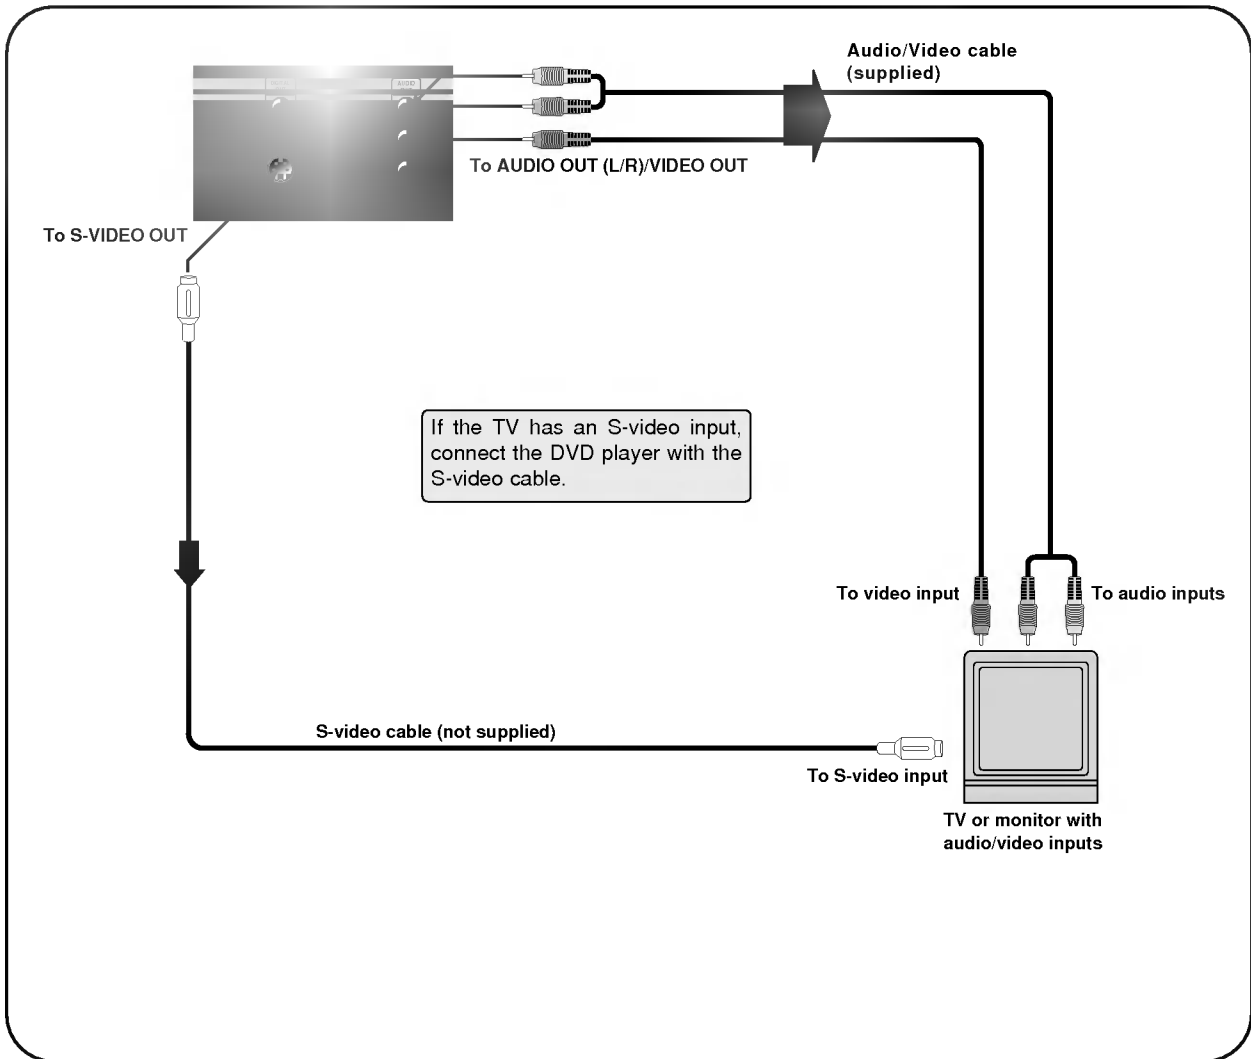 Audio/Video cable
(supplied)
AUDIO
To AUDIO OUT (L/R)/VIDEO OUT
To S-VIDEO OUT
If the TV has an S-video input,
connect the DVD player with the
S-video cable.
To video input
To audio inputs
S-video cable (not supplied)
To S-video input
TV or monitor with
audio/video inputs